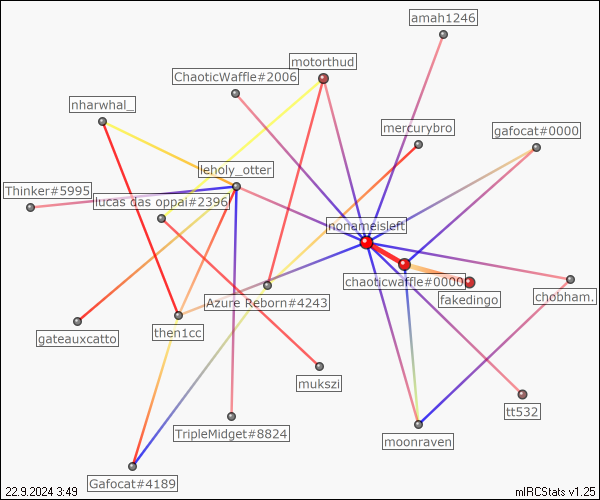 amah1246
motorthud
ChaoticWaffle#2006
nharwhal_
mercurybro
gafocat#0000
leholy_otter
Thinker#5995
lucas das oppai#2396
nonameisleft
chaoticwaffle#0000
Azure Reborn#4243
fakedingo
chobham.
then1cc
gateauxcatto
mukszi
tt532
TripleMidget#8824
moonraven
Gafocat#4189
22.9.2024 3:49
mIRCStats v1.25